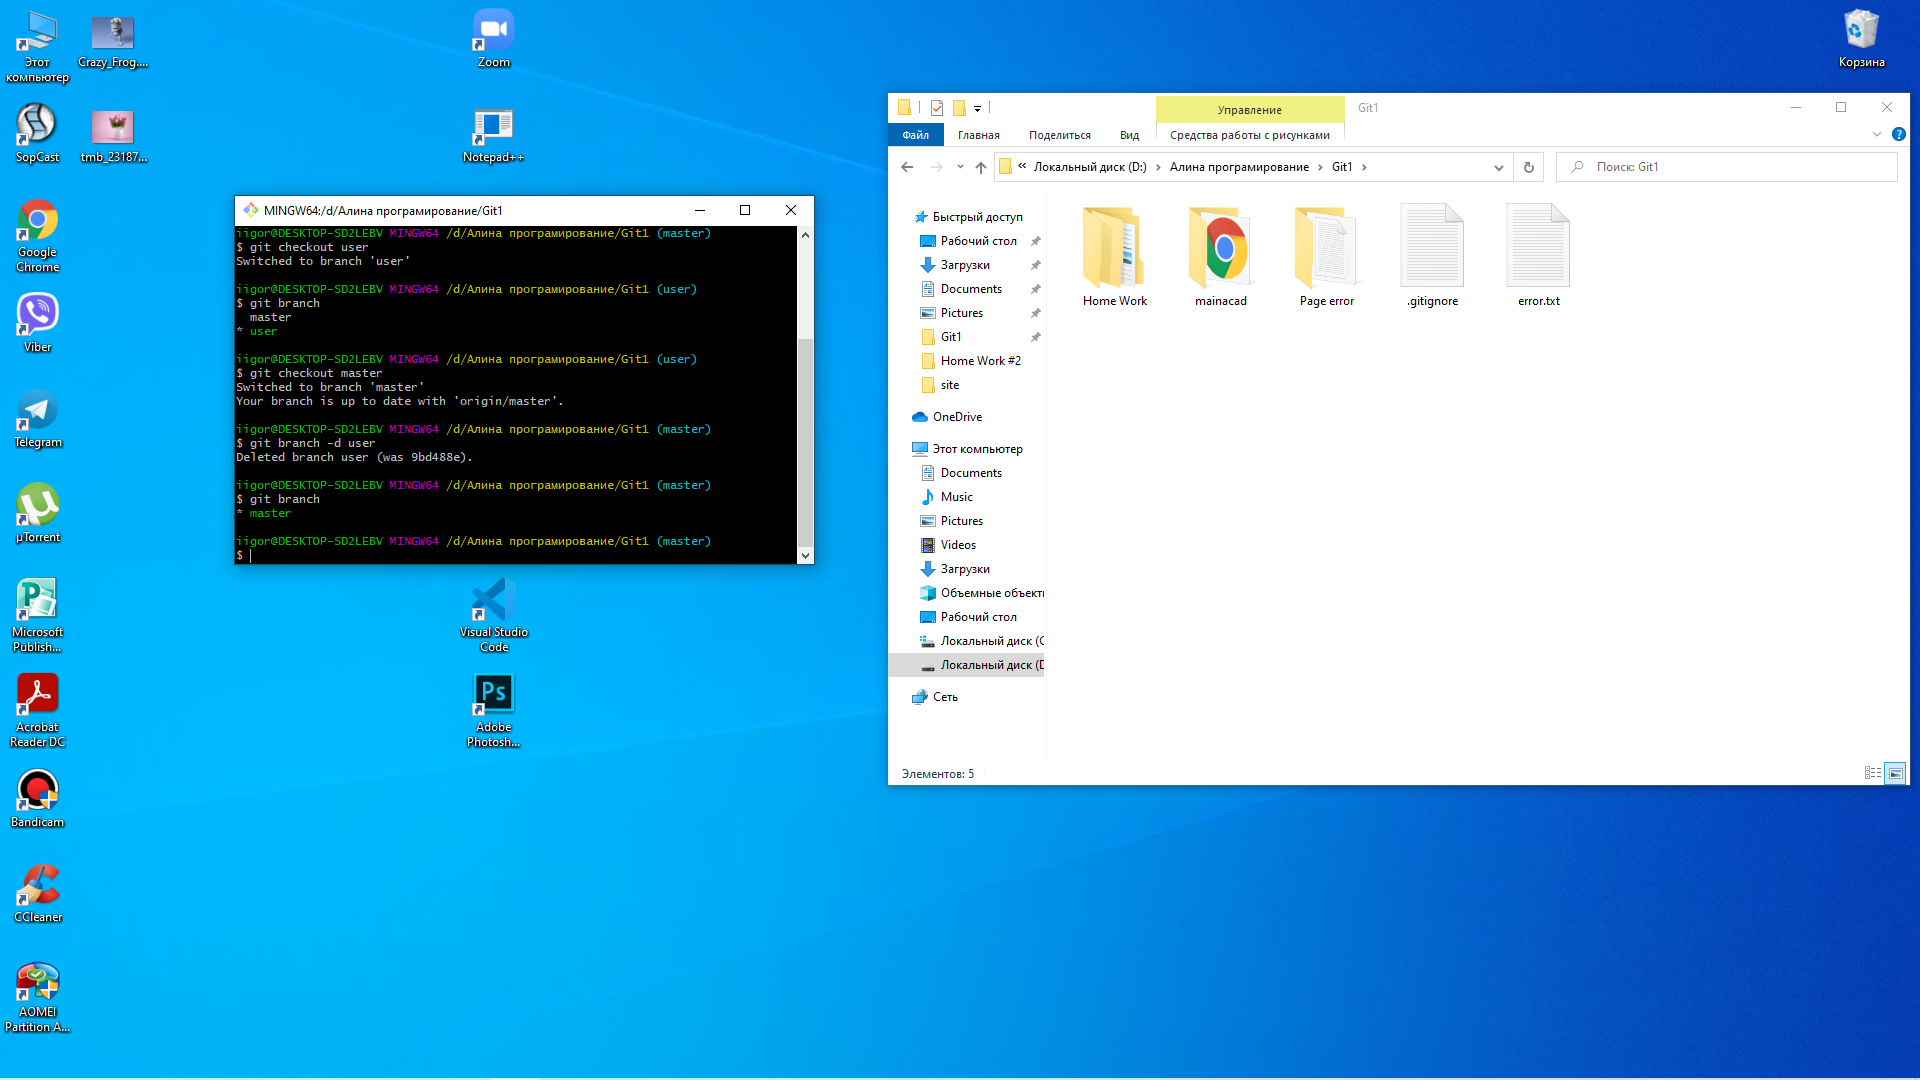 Этот
компьютер
Crazy_Frog....
Zoom
Корзина
SopCast
tmb_23187...
Notepad++
Google
Chrome
Viber
Telegram
µTorrent
Microsoft
Publish...
Acrobat
Reader DC
Bandicam
CCleaner
AOMEI
Partition A...
Visual Studio
Code
Ps
Adobe
Photosh...
MINGW64:/d/Алина програмирование/Git1
iigor@DESKTOP-SD2LEBV MINGW64 /d/Алина програмирование/Git1 (master)
$ git checkout user
Switched to branch 'user'
iigor@DESKTOP-SD2LEBV MINGW64 /d/Алина програмирование/Git1 (user)
$ git branch
master
* user
iigor@DESKTOP-SD2LEBV MINGW64 /d/Алина програмирование/Git1 (user)
$ git checkout master
Switched to branch 'master'
Your branch is up to date with 'origin/master'.
iigor@DESKTOP-SD2LEBV MINGW64 /d/Алина програмирование/Git1 (master)
$ git branch -d user
Deleted branch user (was 9bd488e).
iigor@DESKTOP-SD2LEBV MINGW64 /d/Алина програмирование/Git1 (master)
$ git branch
* master
iigor@DESKTOP-SD2LEBV MINGW64 /d/Алина програмирование/Git1 (master)
$
Управление
Git1
Файл
Главная
Поделиться
Вид
Средства работы с рисунками
« Локальный диск (D:) › Алина програмирование › Git1 ›
Поиск: Git1
Быстрый доступ
Рабочий стол
Загрузки
Documents
Pictures
Git1
Home Work #2
site
OneDrive
Этот компьютер
Documents
Music
Pictures
Videos
Загрузки
Объемные объект
Рабочий стол
Локальный диск (C
Локальный диск (D
Сеть
Home Work
mainacad
Page error
.gitignore
error.txt
Элементов: 5